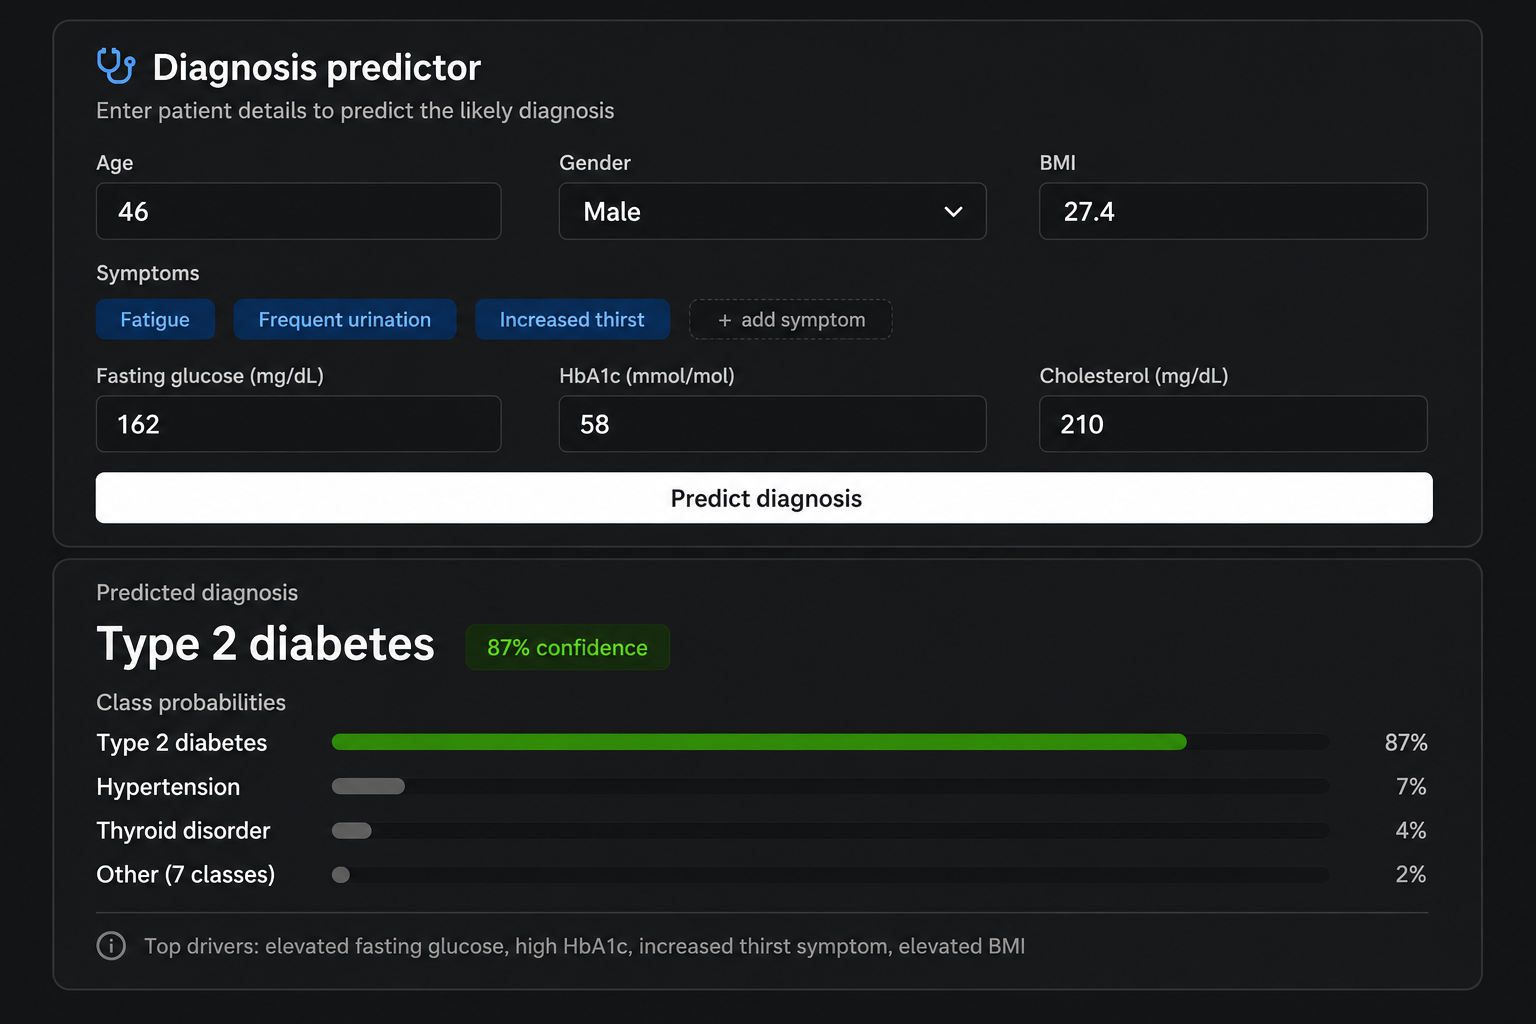 Diagnosis predictor
Enter patient details to predict the likely diagnosis
Age Gender BMI
46 Male 27.4
Symptoms
Fatigue Frequent urination Increased thirst + add symptom
Fasting glucose (mg/dL) HbA1c (mmol/mol) Cholesterol (mg/dL)
162 58 210
Predict diagnosis
Predicted diagnosis
Type 2 diabetes 87% confidence
Class probabilities
Type 2 diabetes 87%
Hypertension 7%
Thyroid disorder 4%
Other (7 classes) 2%
Top drivers: elevated fasting glucose, high HbA1c, increased thirst symptom, elevated BMI